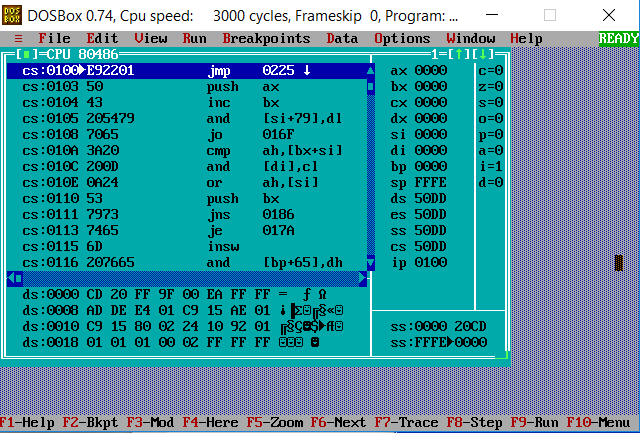 DOSBox 0.74, Cpu speed:    3000 cycles, Frameskip  0, Program: ...
≡  File  Edit  View  Run  Breakpoints  Data  Options  Window  Help  READY
[■]=CPU 80486  1=[↑][↓]
cs:0100►E92201  jmp  0225 ↓  ax 0000  c=0
cs:0103 50  push  ax  bx 0000  z=0
cs:0104 43  inc  bx  cx 0000  s=0
cs:0105 205479  and  [si+79],dl  dx 0000  o=0
cs:0108 7065  jo  016F  si 0000  p=0
cs:010A 3A20  cmp  ah,[bx+si]  di 0000  a=0
cs:010C 200D  and  [di],cl  bp 0000  i=1
cs:010E 0A24  or  ah,[si]  sp FFFE  d=0
cs:0110 53  push  bx  ds 50DD
cs:0111 7973  jns  0186  es 50DD
cs:0113 7465  je  017A  ss 50DD
cs:0115 6D  insw  cs 50DD
cs:0116 207665  and  [bp+65],dh  ip 0100
ds:0000 CD 20 FF 9F 00 EA FF FF =  ƒ Ω
ds:0008 AD DE E4 01 C9 15 AE 01
ds:0010 C9 15 80 02 24 10 92 01  ss:0000 20CD
ds:0018 01 01 01 00 02 FF FF FF  ss:FFFE►0000
F1-Help F2-Bkpt F3-Mod F4-Here F5-Zoom F6-Next F7-Trace F8-Step F9-Run F10-Menu